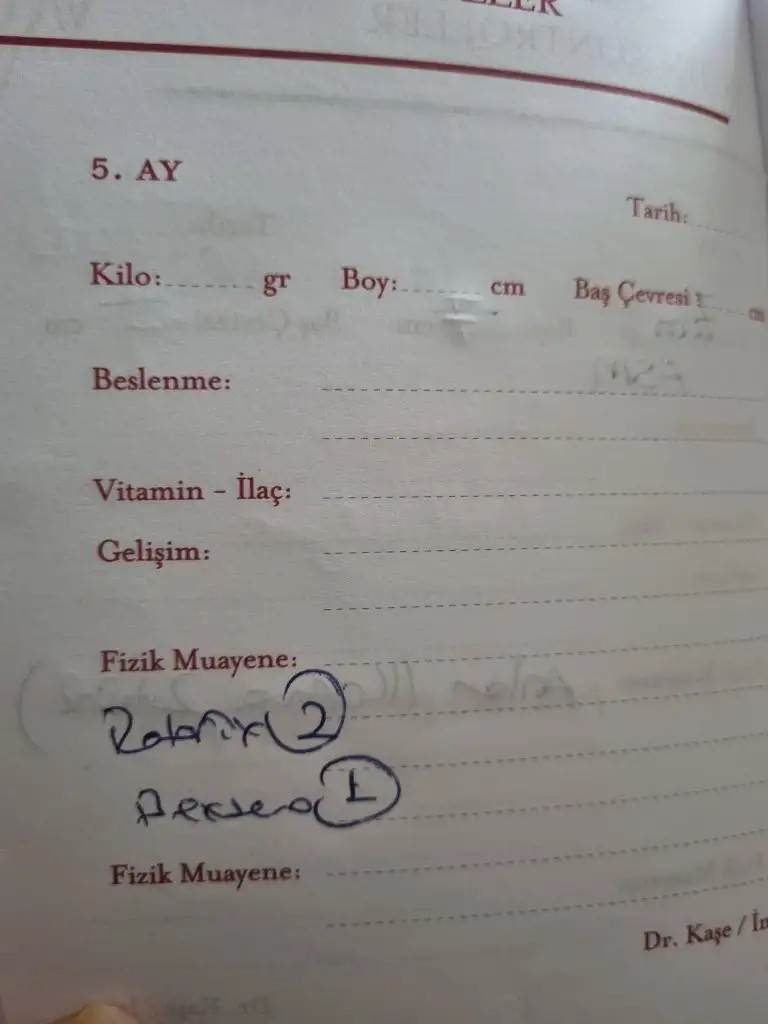 5. AY
Tarih:
Kilo: gr Boy: cm Baş Çevresi : cm
Beslenme:
Vitamin - İlaç:
Gelişim:
Fizik Muayene:
2
1
Fizik Muayene:
Dr. Kaşe /